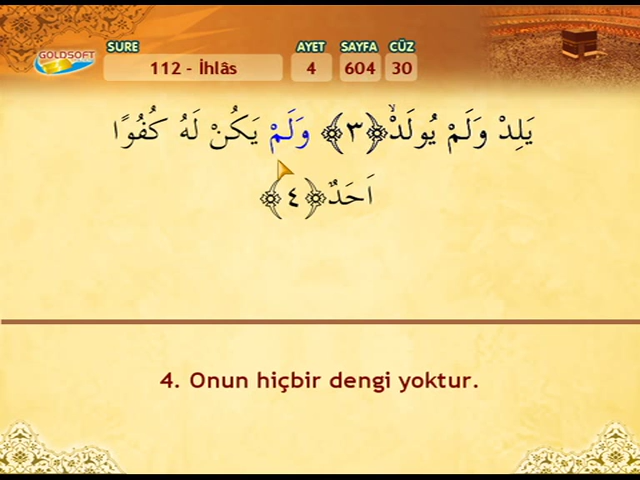 GOLDSOFT
SURE AYET SAYFA CÜZ
112 - İhlâs 4 604 30
يَلِدْ وَلَمْ يُولَدْۙ ﴿٣﴾ وَلَمْ يَكُنْ لَهُ كُفُوًا
اَحَدٌ ﴿٤﴾
4. Onun hiçbir dengi yoktur.